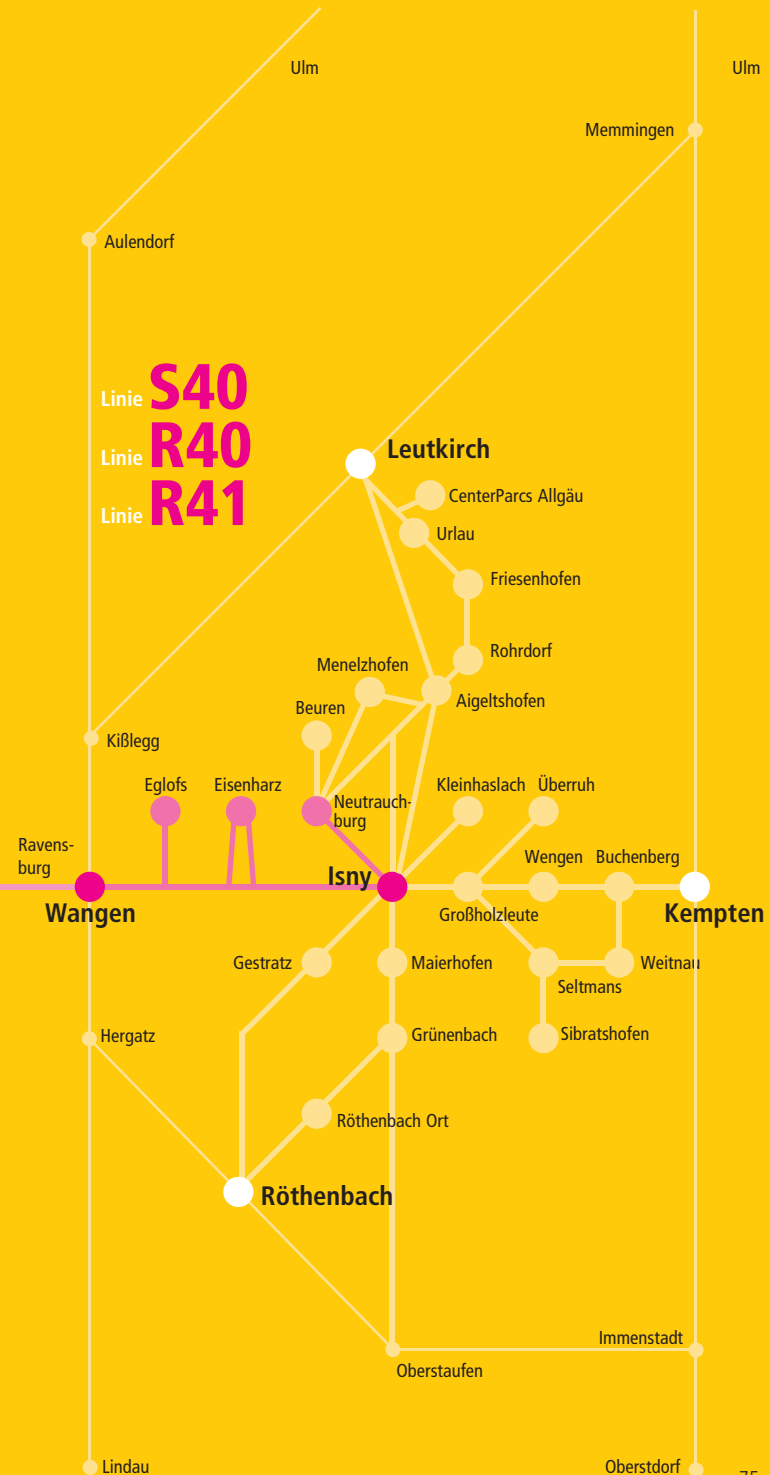 Ulm
Ulm
Memmingen
Aulendorf
Linie S40
Linie R40
Linie R41
Leutkirch
CenterParcs Allgäu
Urlau
Friesenhofen
Rohrdorf
Menelzhofen
Aigeltshofen
Beuren
Kißlegg
Eglofs
Eisenharz
Neutrauch-
burg
Kleinhaslach
Überruh
Ravens-
burg
Isny
Wengen
Buchenberg
Wangen
Großholzleute
Kempten
Gestratz
Maierhofen
Weitnau
Seltmans
Hergatz
Grünenbach
Sibratshofen
Röthenbach Ort
Röthenbach
Immenstadt
Oberstaufen
Lindau
Oberstdorf